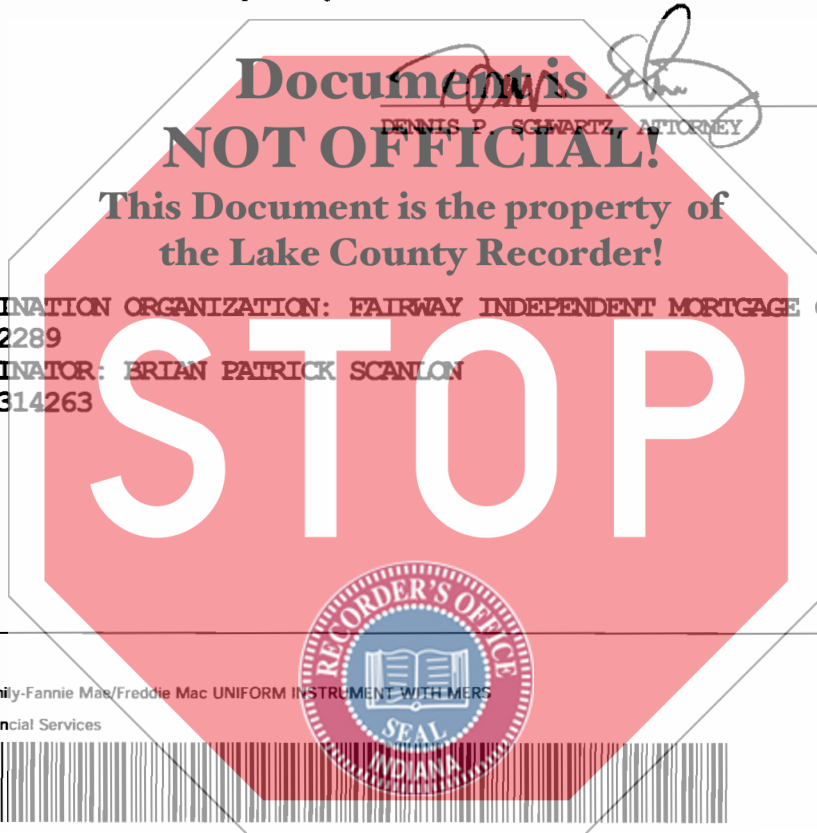 Document is
DENNIS P. SCHWARTZ, ATTORNEY
NOT OFFICIAL!
This Document is the property of
the Lake County Recorder!
INATION ORGANIZATION: FAIRWAY INDEPENDENT MORTGAGE
2289
INATOR: BRIAN PATRICK SCANLON
314263
STOP
RECORDER'S OFFICE
ily-Fannie Mae/Freddie Mac UNIFORM INSTRUMENT WITH MERS
ncial Services
SEAL
INDIANA